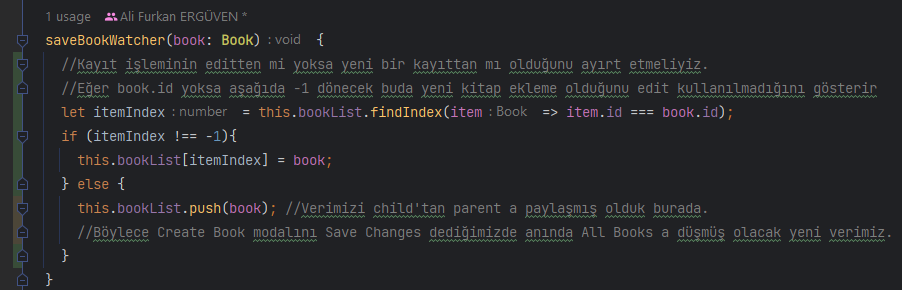 1 usage Ali Furkan ERGÜVEN *
saveBookWatcher(book: Book) : void {
//Kayıt işleminin editten mi yoksa yeni bir kayıttan mı olduğunu ayırt etmeliyiz.
//Eğer book.id yoksa aşağıda -1 dönecek buda yeni kitap ekleme olduğunu edit kullanılmadığını gösterir
let itemIndex : number = this.bookList.findIndex(item : Book => item.id === book.id);
if (itemIndex !== -1){
this.bookList[itemIndex] = book;
} else {
this.bookList.push(book); //Verimizi child'tan parent a paylaşmış olduk burada.
//Böylece Create Book modalını Save Changes dediğimizde anında All Books a düşmüş olacak yeni verimiz.
}
}